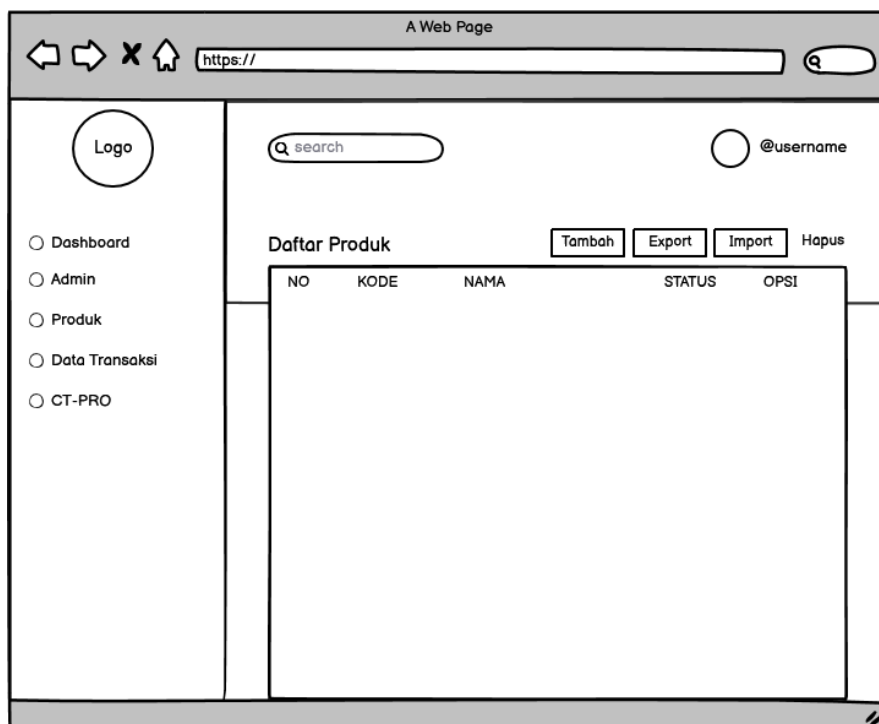 A Web Page
https://
Logo
search
@username
Dashboard
Admin
Produk
Data Transaksi
CT-PRO
Daftar Produk
Tambah
Export
Import
Hapus
NO KODE NAMA STATUS OPSI